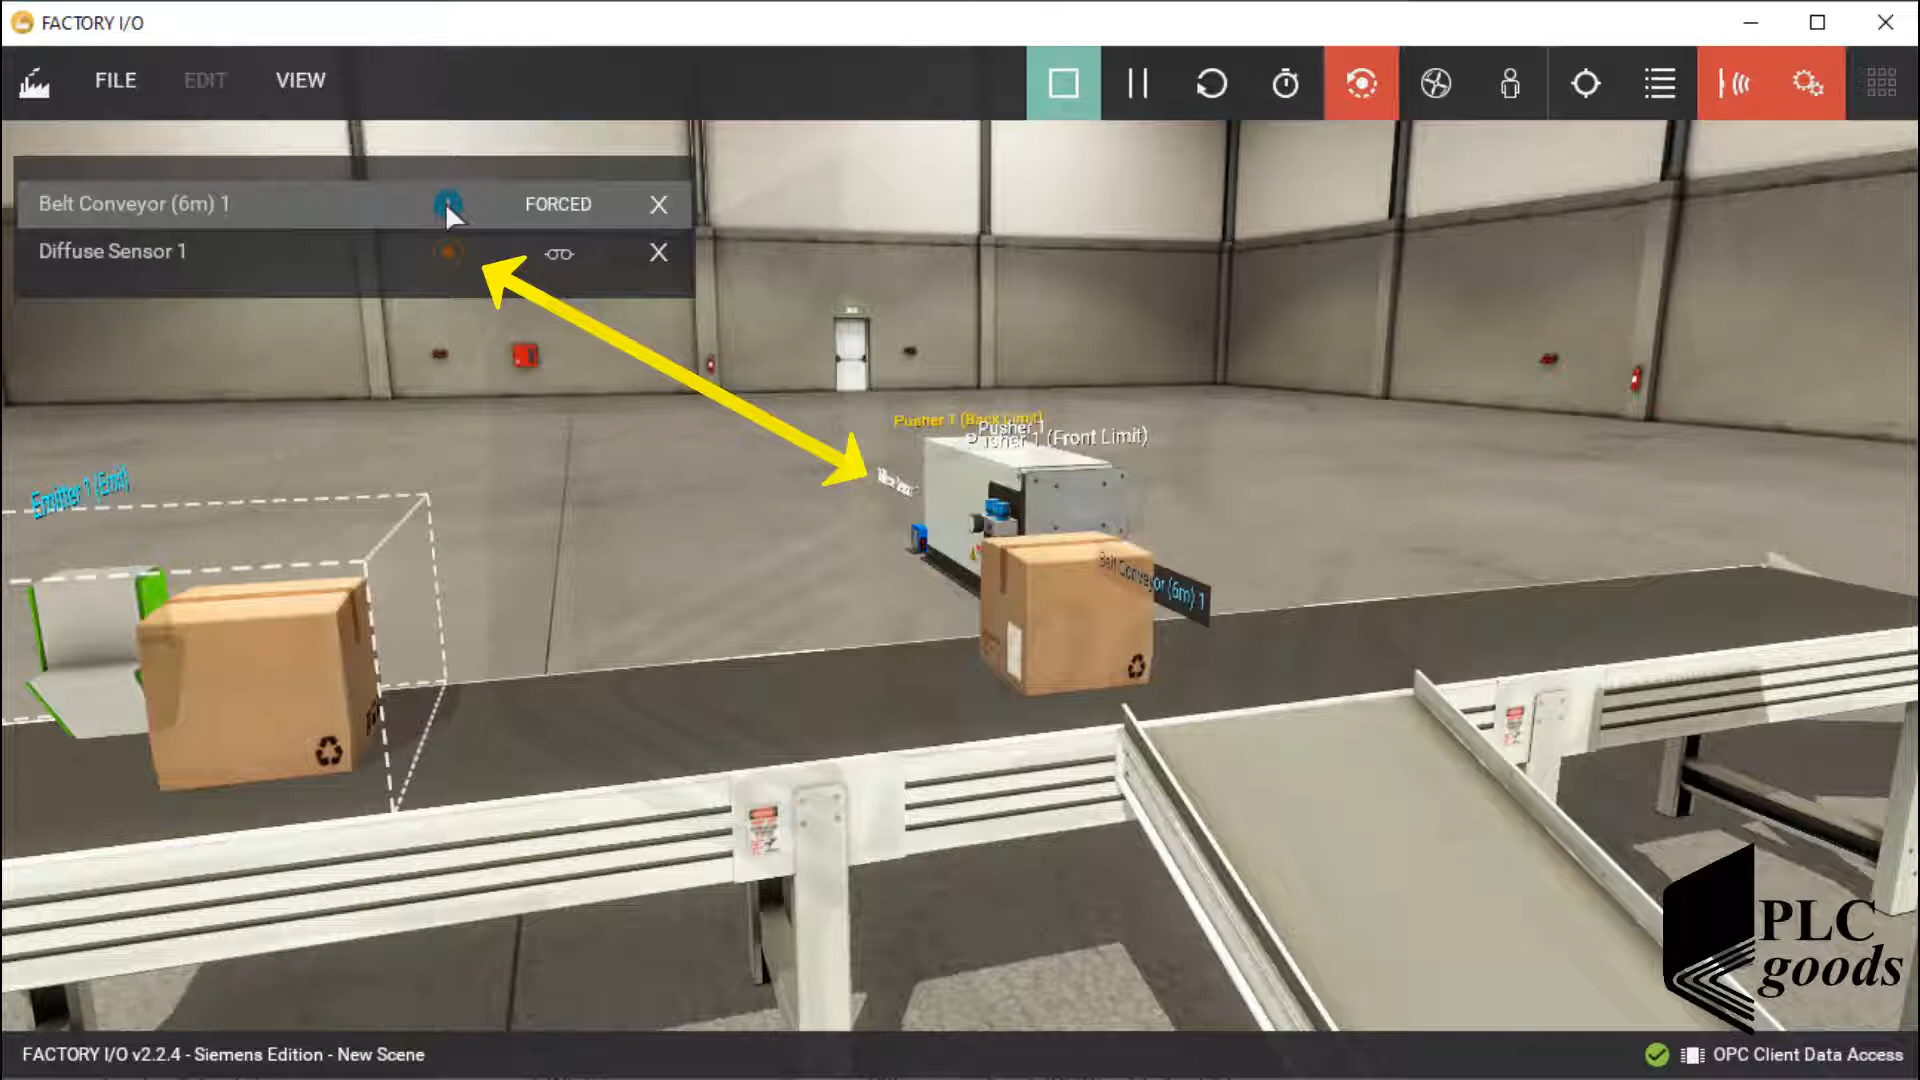 FACTORY I/O
FILE
EDIT
VIEW
Belt Conveyor (6m) 1
FORCED
X
Diffuse Sensor 1
X
Pusher 1 (Back Limit)
Pusher 1
Pusher 1 (Front Limit)
Emitter 1 (Emit)
Belt Conveyor (6m) 1
PLC
goods
FACTORY I/O v2.2.4 - Siemens Edition - New Scene
OPC Client Data Access